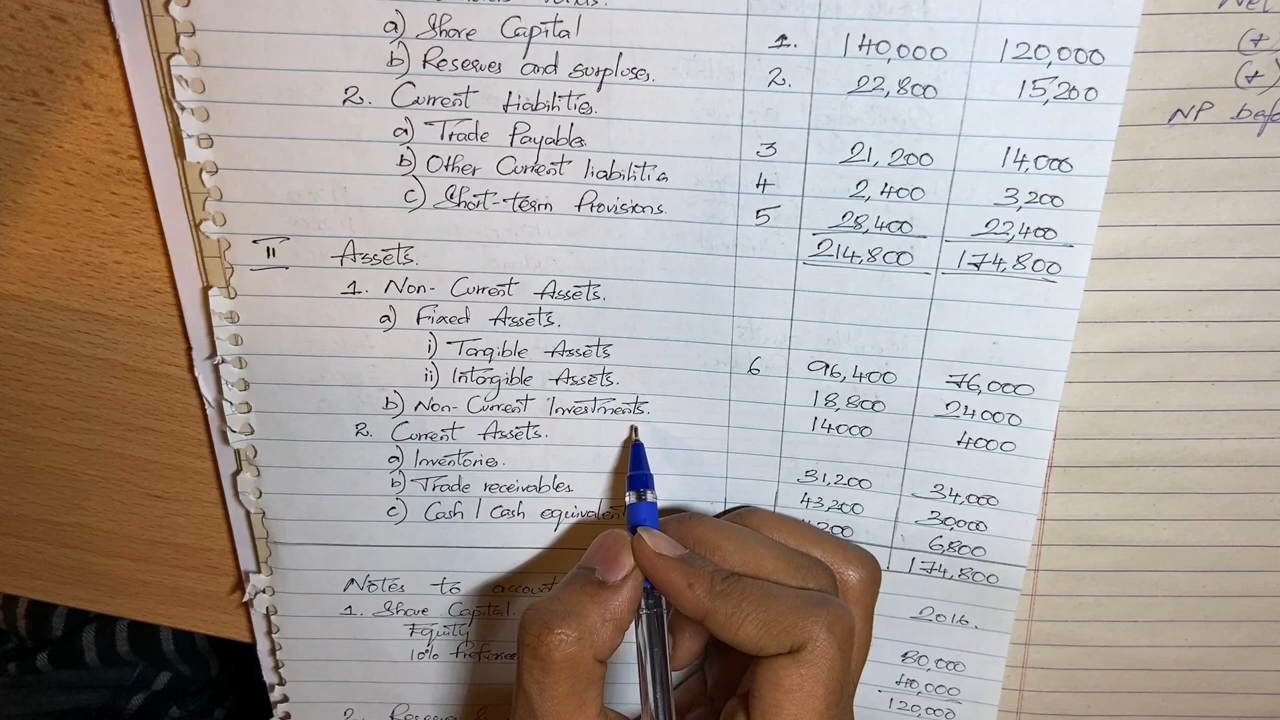 a) Share Capital 1. 140,000 120,000
b) Reserves and surpluses. 2. 22,800 15,200
2. Current Liabilities.
a) Trade Payable 3 21,200 14,000
b) Other Current liabilities 4 2,400 3,200
c) Short-term Provisions. 5 28,400 22,400
214,800 174,800
II Assets.
1. Non-Current Assets.
a) Fixed Assets.
i) Tangible Assets 6 96,400 76,000
ii) Intangible Assets. 18,800 24000
b) Non-Current Investments. 14000 4000
2. Current Assets.
a) Inventories. 31,200 34,000
b) Trade receivables 43,200 30,000
c) Cash / Cash equivalent 6,800
174,800
Notes to account
1. Share Capital. 2016.
Equity 80,000
10% 40,000
120,000
2.
(+)
(+)
NP